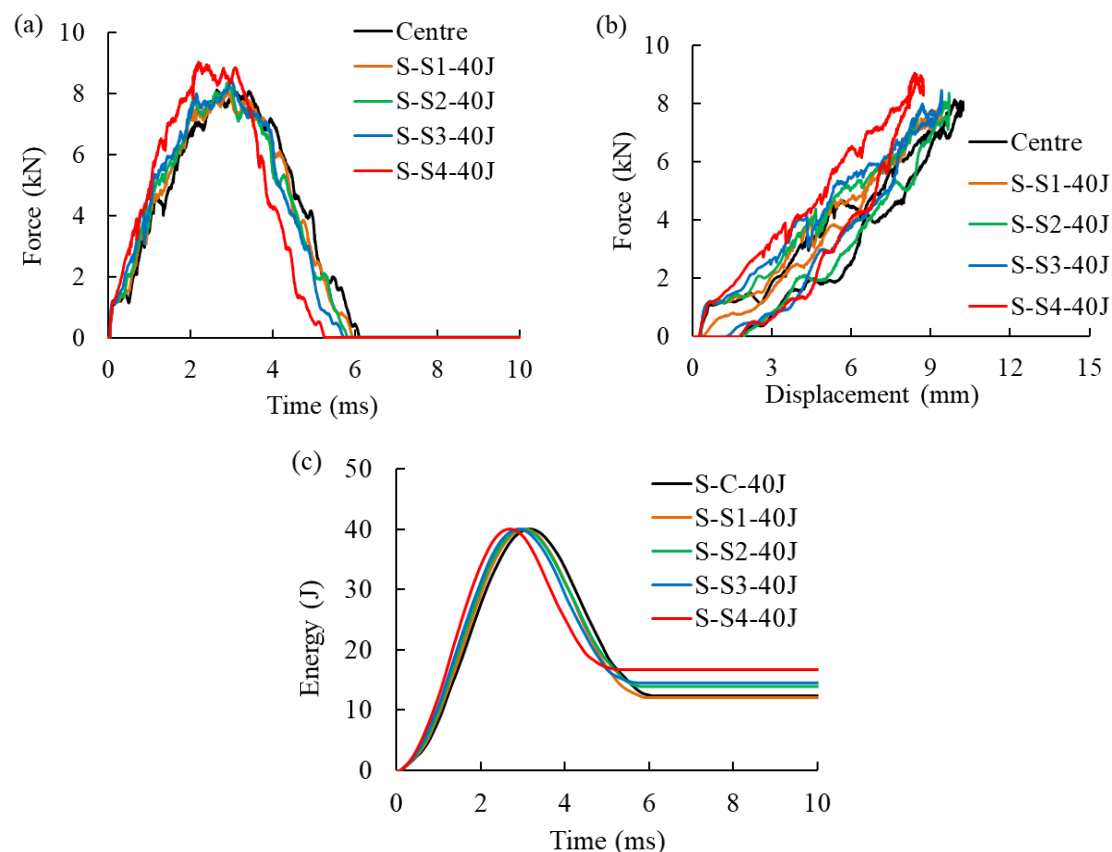 (a)
10
8
6
4
2
0
Force (kN)
0 2 4 6 8 10
Time (ms)
Centre
S-S1-40J
S-S2-40J
S-S3-40J
S-S4-40J
(b)
10
8
6
4
2
0
Force (kN)
0 3 6 9 12 15
Displacement (mm)
Centre
S-S1-40J
S-S2-40J
S-S3-40J
S-S4-40J
(c)
50
40
30
20
10
0
Energy (J)
0 2 4 6 8 10
Time (ms)
S-C-40J
S-S1-40J
S-S2-40J
S-S3-40J
S-S4-40J